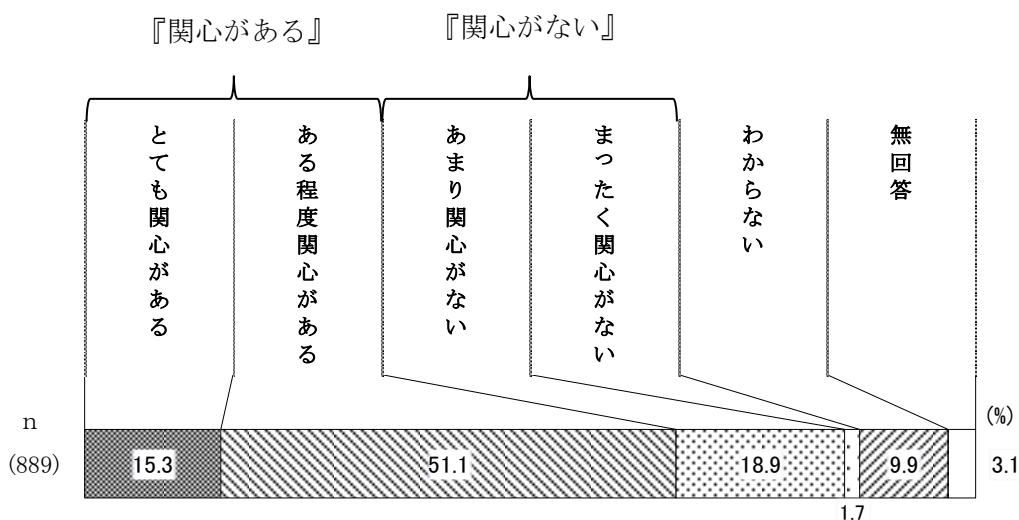 『関心がある』
『関心がない』
とても関心がある
ある程度関心がある
あまり関心がない
まったく関心がない
わからない
無回答
n
(%)
(889)
15.3
51.1
18.9
9.9
3.1
1.7